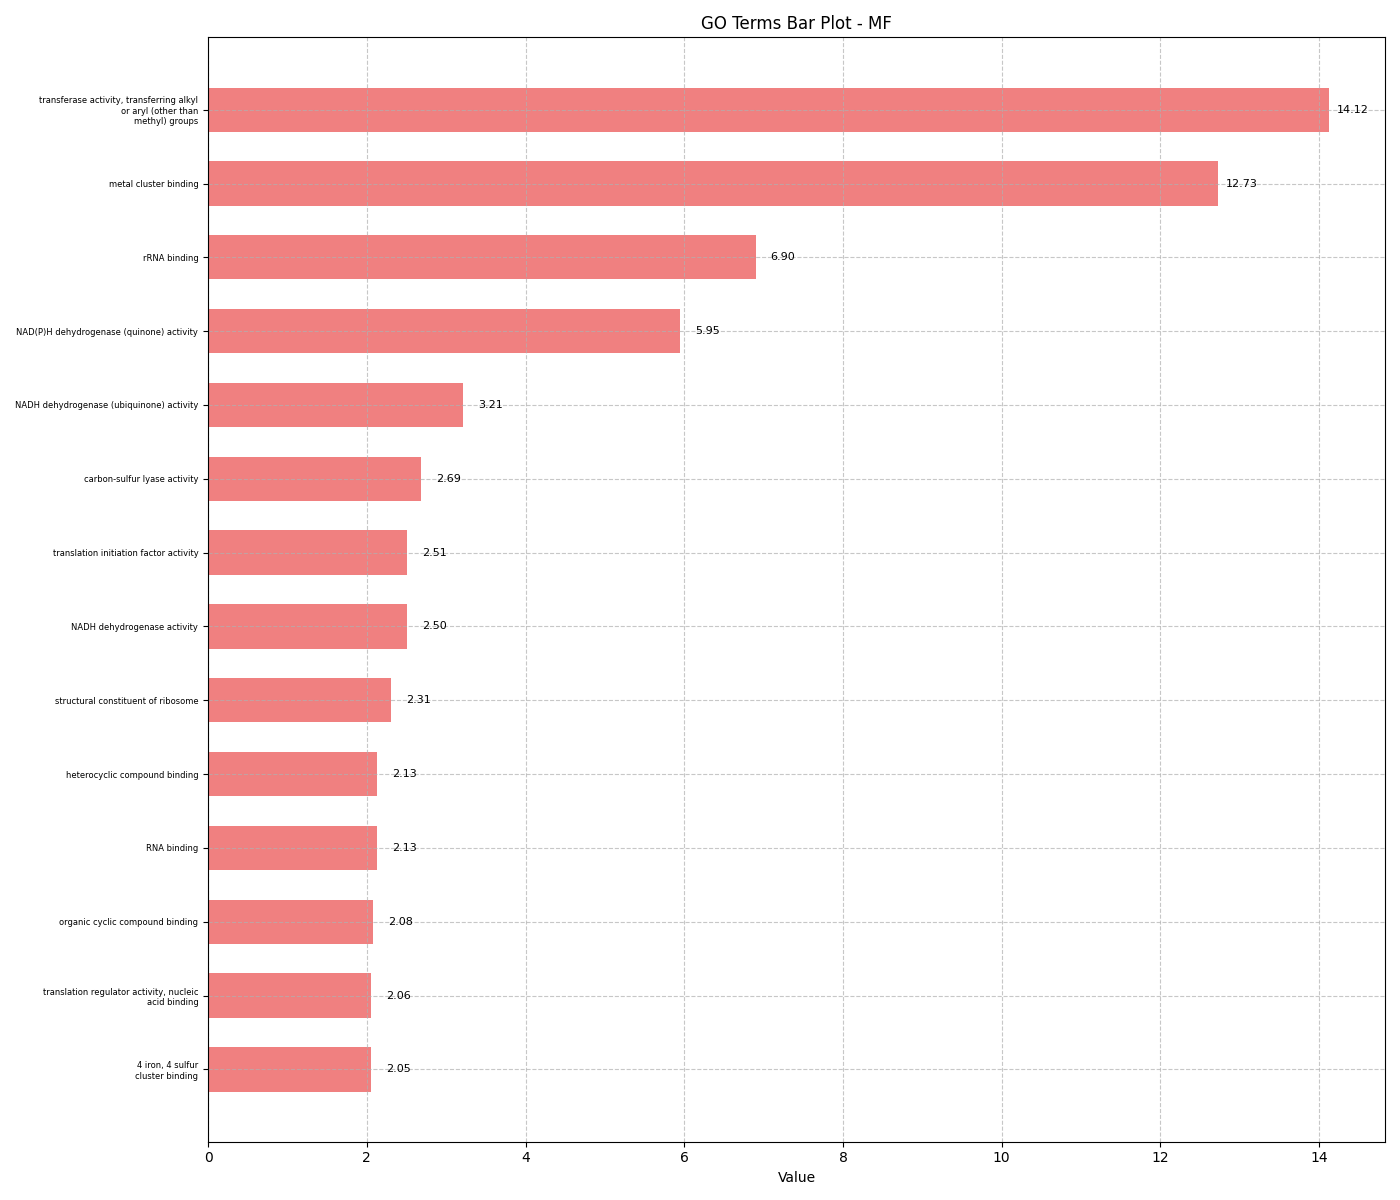 GO Terms Bar Plot - MF
transferase activity, transferring alkyl
or aryl (other than
methyl) groups
14.12
metal cluster binding
12.73
rRNA binding
6.90
NAD(P)H dehydrogenase (quinone) activity
5.95
NADH dehydrogenase (ubiquinone) activity
3.21
carbon-sulfur lyase activity
2.69
translation initiation factor activity
2.51
NADH dehydrogenase activity
2.50
structural constituent of ribosome
2.31
heterocyclic compound binding
2.13
RNA binding
2.13
organic cyclic compound binding
2.08
translation regulator activity, nucleic
acid binding
2.06
4 iron, 4 sulfur
cluster binding
2.05
0 2 4 6 8 10 12 14
Value